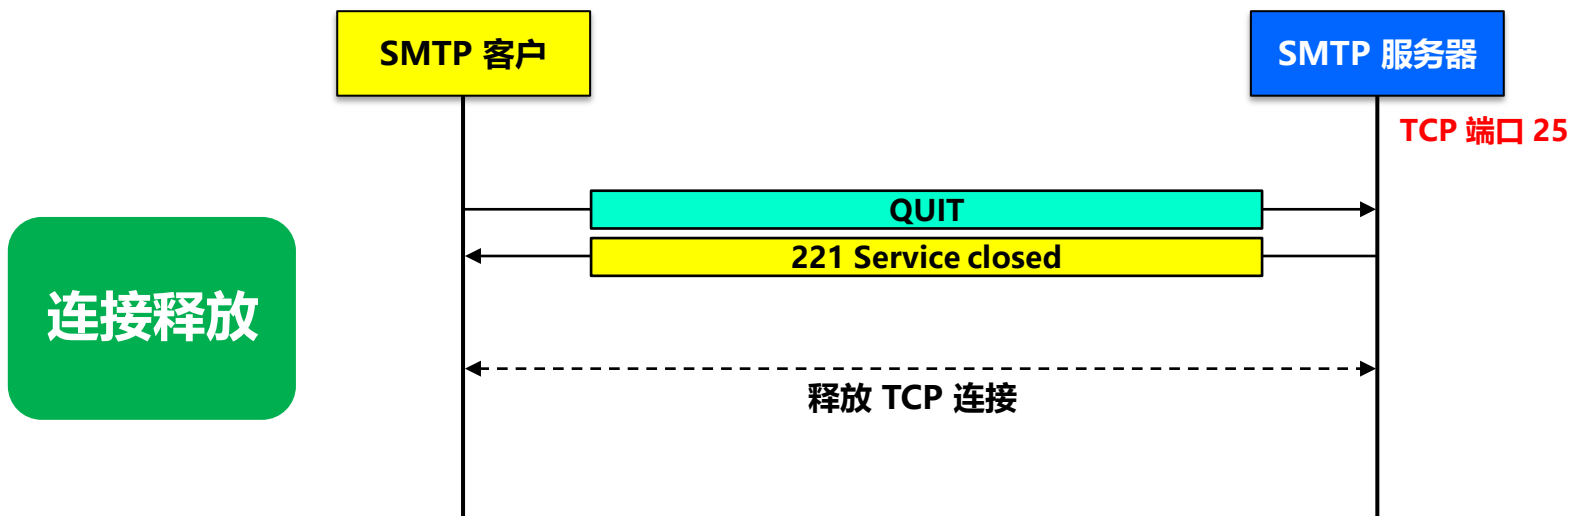 SMTP 客户
SMTP 服务器
TCP 端口 25
QUIT
221 Service closed
连接释放
释放 TCP 连接